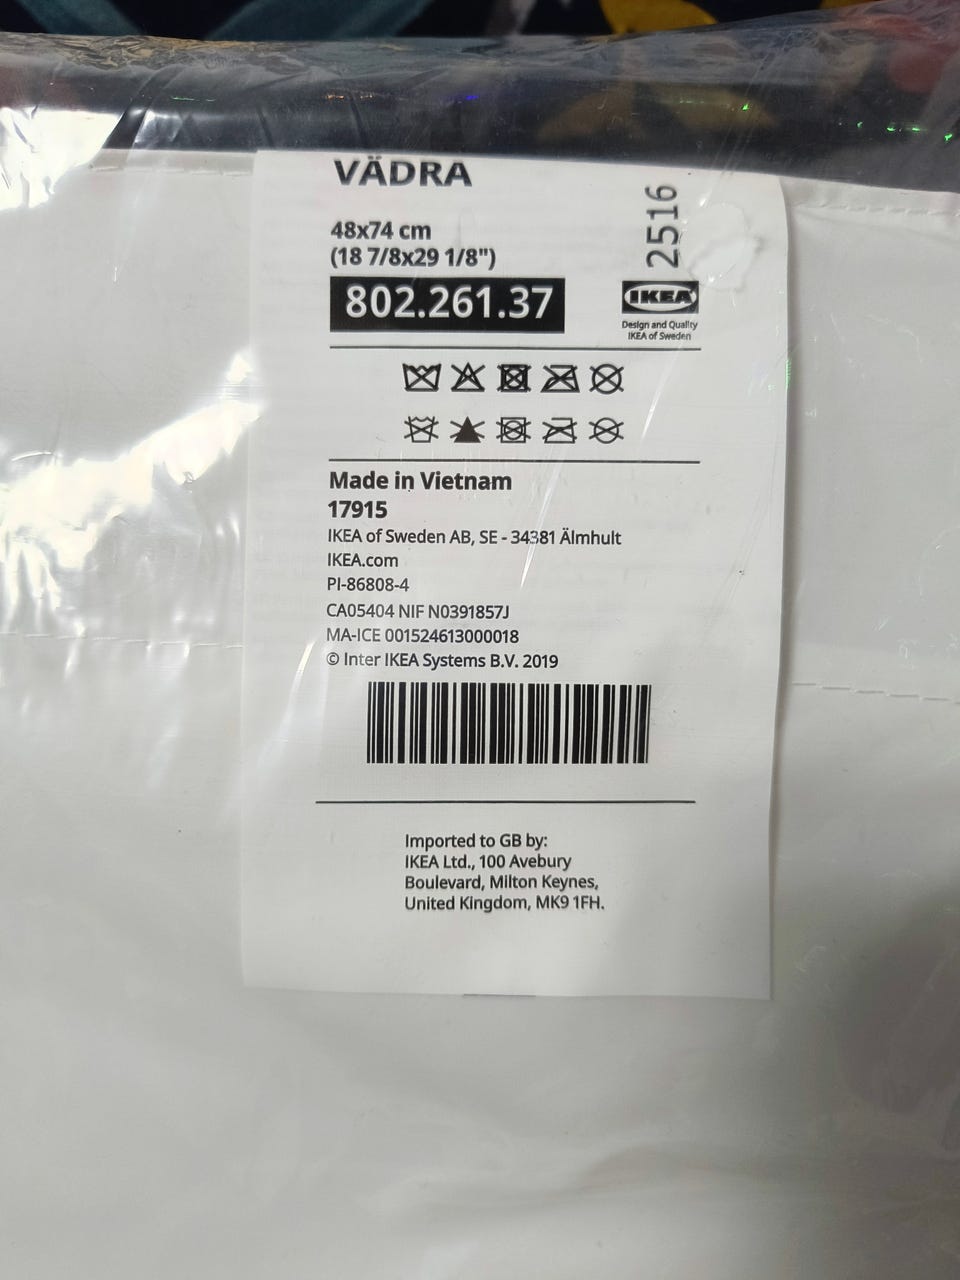 VÄDRA
2516
48x74 cm
(18 7/8x29 1/8")
802.261.37
IKEA
Design and Quality
IKEA of Sweden
Made in Vietnam
17915
IKEA of Sweden AB, SE - 34381 Älmhult
IKEA.com
PI-86808-4
CA05404 NIF N0391857J
MA-ICE 001524613000018
© Inter IKEA Systems B.V. 2019
Imported to GB by:
IKEA Ltd., 100 Avebury
Boulevard, Milton Keynes,
United Kingdom, MK9 1FH.